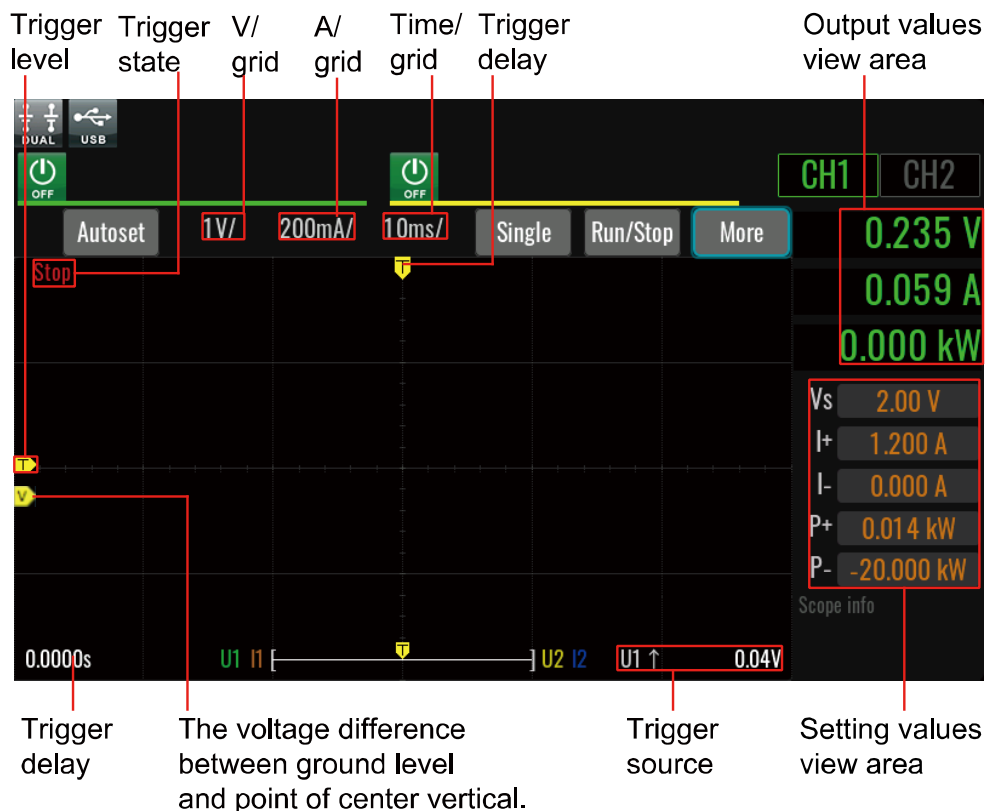 Trigger level
Trigger state
V/ grid
A/ grid
Time/ grid
Trigger delay
Output values view area
DUAL
USB
OFF
OFF
CH1
CH2
Autoset
1V/
200mA/
10ms/
Single
Run/Stop
More
0.235 V
Stop
T
0.059 A
0.000 kW
Vs 2.00 V
I+ 1.200 A
T
I- 0.000 A
V
P+ 0.014 kW
P- -20.000 kW
Scope info
0.0000s
U1 I1 [
T
] U2 I2
U1 ↑ 0.04V
Trigger delay
The voltage difference
between ground level
and point of center vertical.
Trigger source
Setting values view area